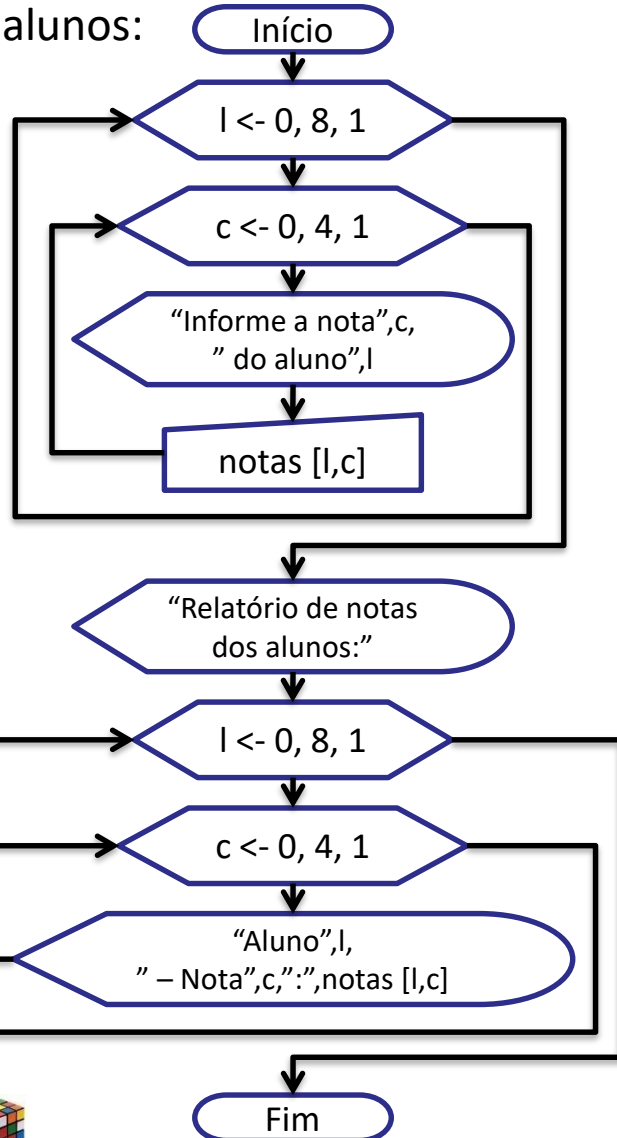 alunos:
Início
l <- 0, 8, 1
c <- 0, 4, 1
“Informe a nota”,c,
” do aluno”,l
notas [l,c]
“Relatório de notas
dos alunos:”
l <- 0, 8, 1
c <- 0, 4, 1
“Aluno”,l,
” – Nota”,c,”:”,notas [l,c]
Fim